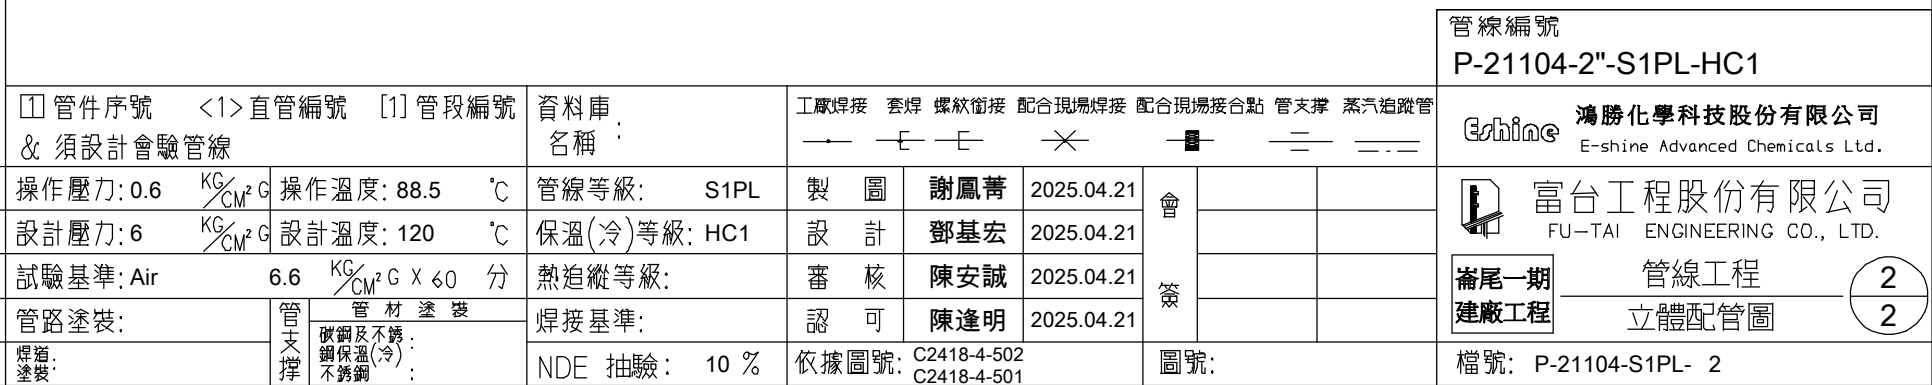 管線編號
P-21104-2"-S1PL-HC1
1 管件序號 <1>直管編號 [1]管段編號
& 須設計會驗管線
資料庫
名稱 :
工廠焊接 套焊 螺紋銜接 配合現場焊接 配合現場接合點 管支撐 蒸汽追蹤管
Eshine 鴻勝化學科技股份有限公司
E-shine Advanced Chemicals Ltd.
操作壓力: 0.6 KG/CM² G 操作溫度: 88.5 °C 管線等級: S1PL 製圖 謝鳳菁 2025.04.21
設計壓力: 6 KG/CM² G 設計溫度: 120 °C 保溫(冷)等級: HC1 設計 鄧基宏 2025.04.21
試驗基準: Air 6.6 KG/CM² G X 60 分 熱追縱等級: 審核 陳安誠 2025.04.21
管路塗裝: 管支撐 管材塗裝 焊接基準: 認可 陳逢明 2025.04.21
會簽
碳鋼及不銹
鋼保溫(冷) :
不銹鋼 :
焊道
塗裝:
NDE 抽驗: 10 % 依據圖號: C2418-4-502
C2418-4-501
圖號:
富台工程股份有限公司
FU-TAI ENGINEERING CO., LTD.
崙尾一期
建廠工程
管線工程
立體配管圖
2
2
檔號: P-21104-S1PL- 2